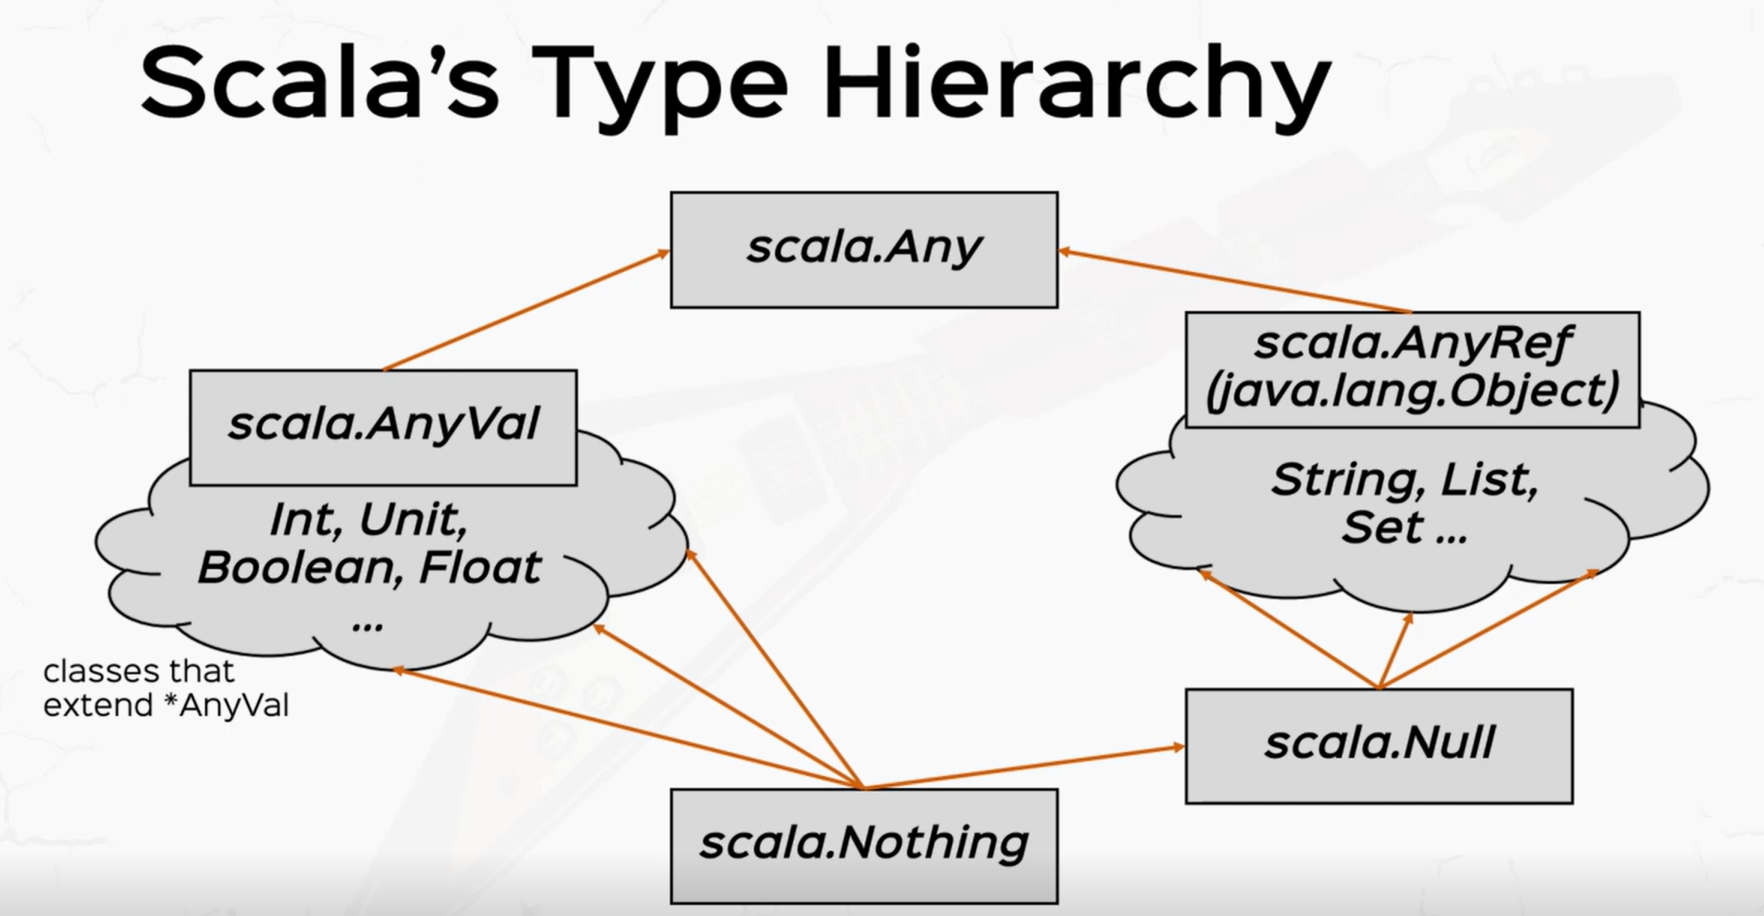 Scala’s Type Hierarchy
scala.Any
scala.AnyRef
(java.lang.Object)
scala.AnyVal
String, List,
Set ...
Int, Unit,
Boolean, Float
...
classes that
extend *AnyVal
scala.Null
scala.Nothing